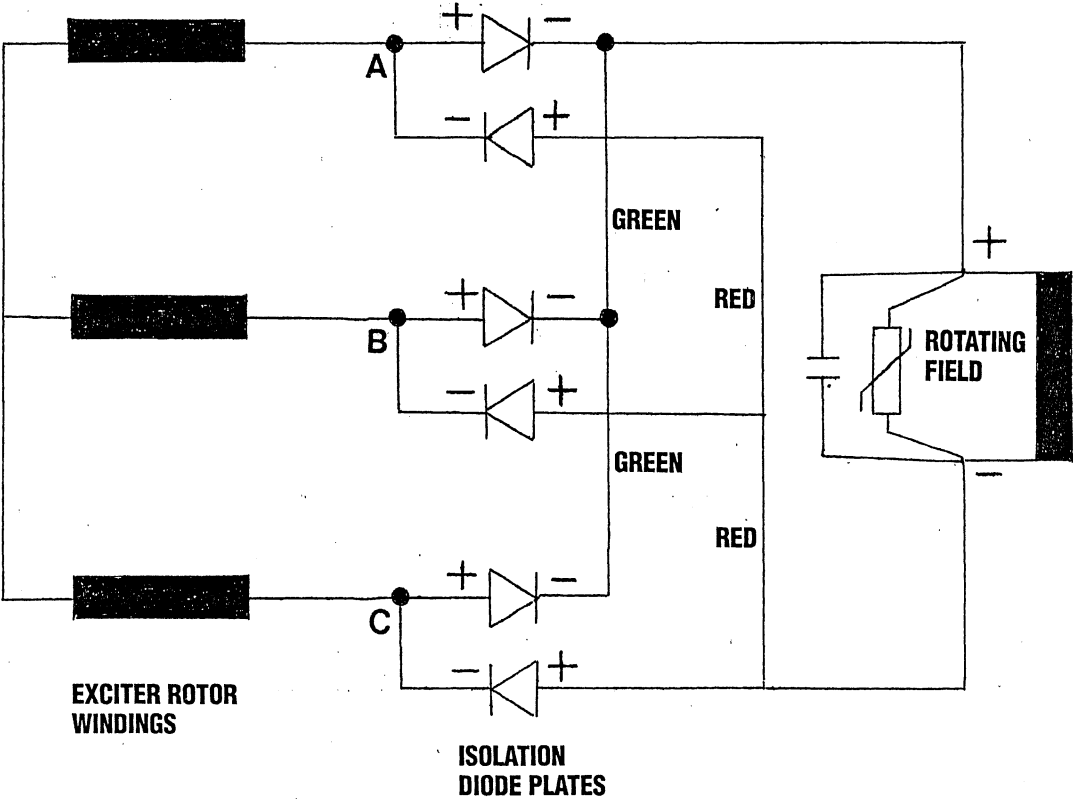 + −
A
− +
GREEN
+
RED
+ −
B
ROTATING
FIELD
− +
GREEN
−
RED
+ −
C
− +
EXCITER ROTOR
WINDINGS
ISOLATION
DIODE PLATES